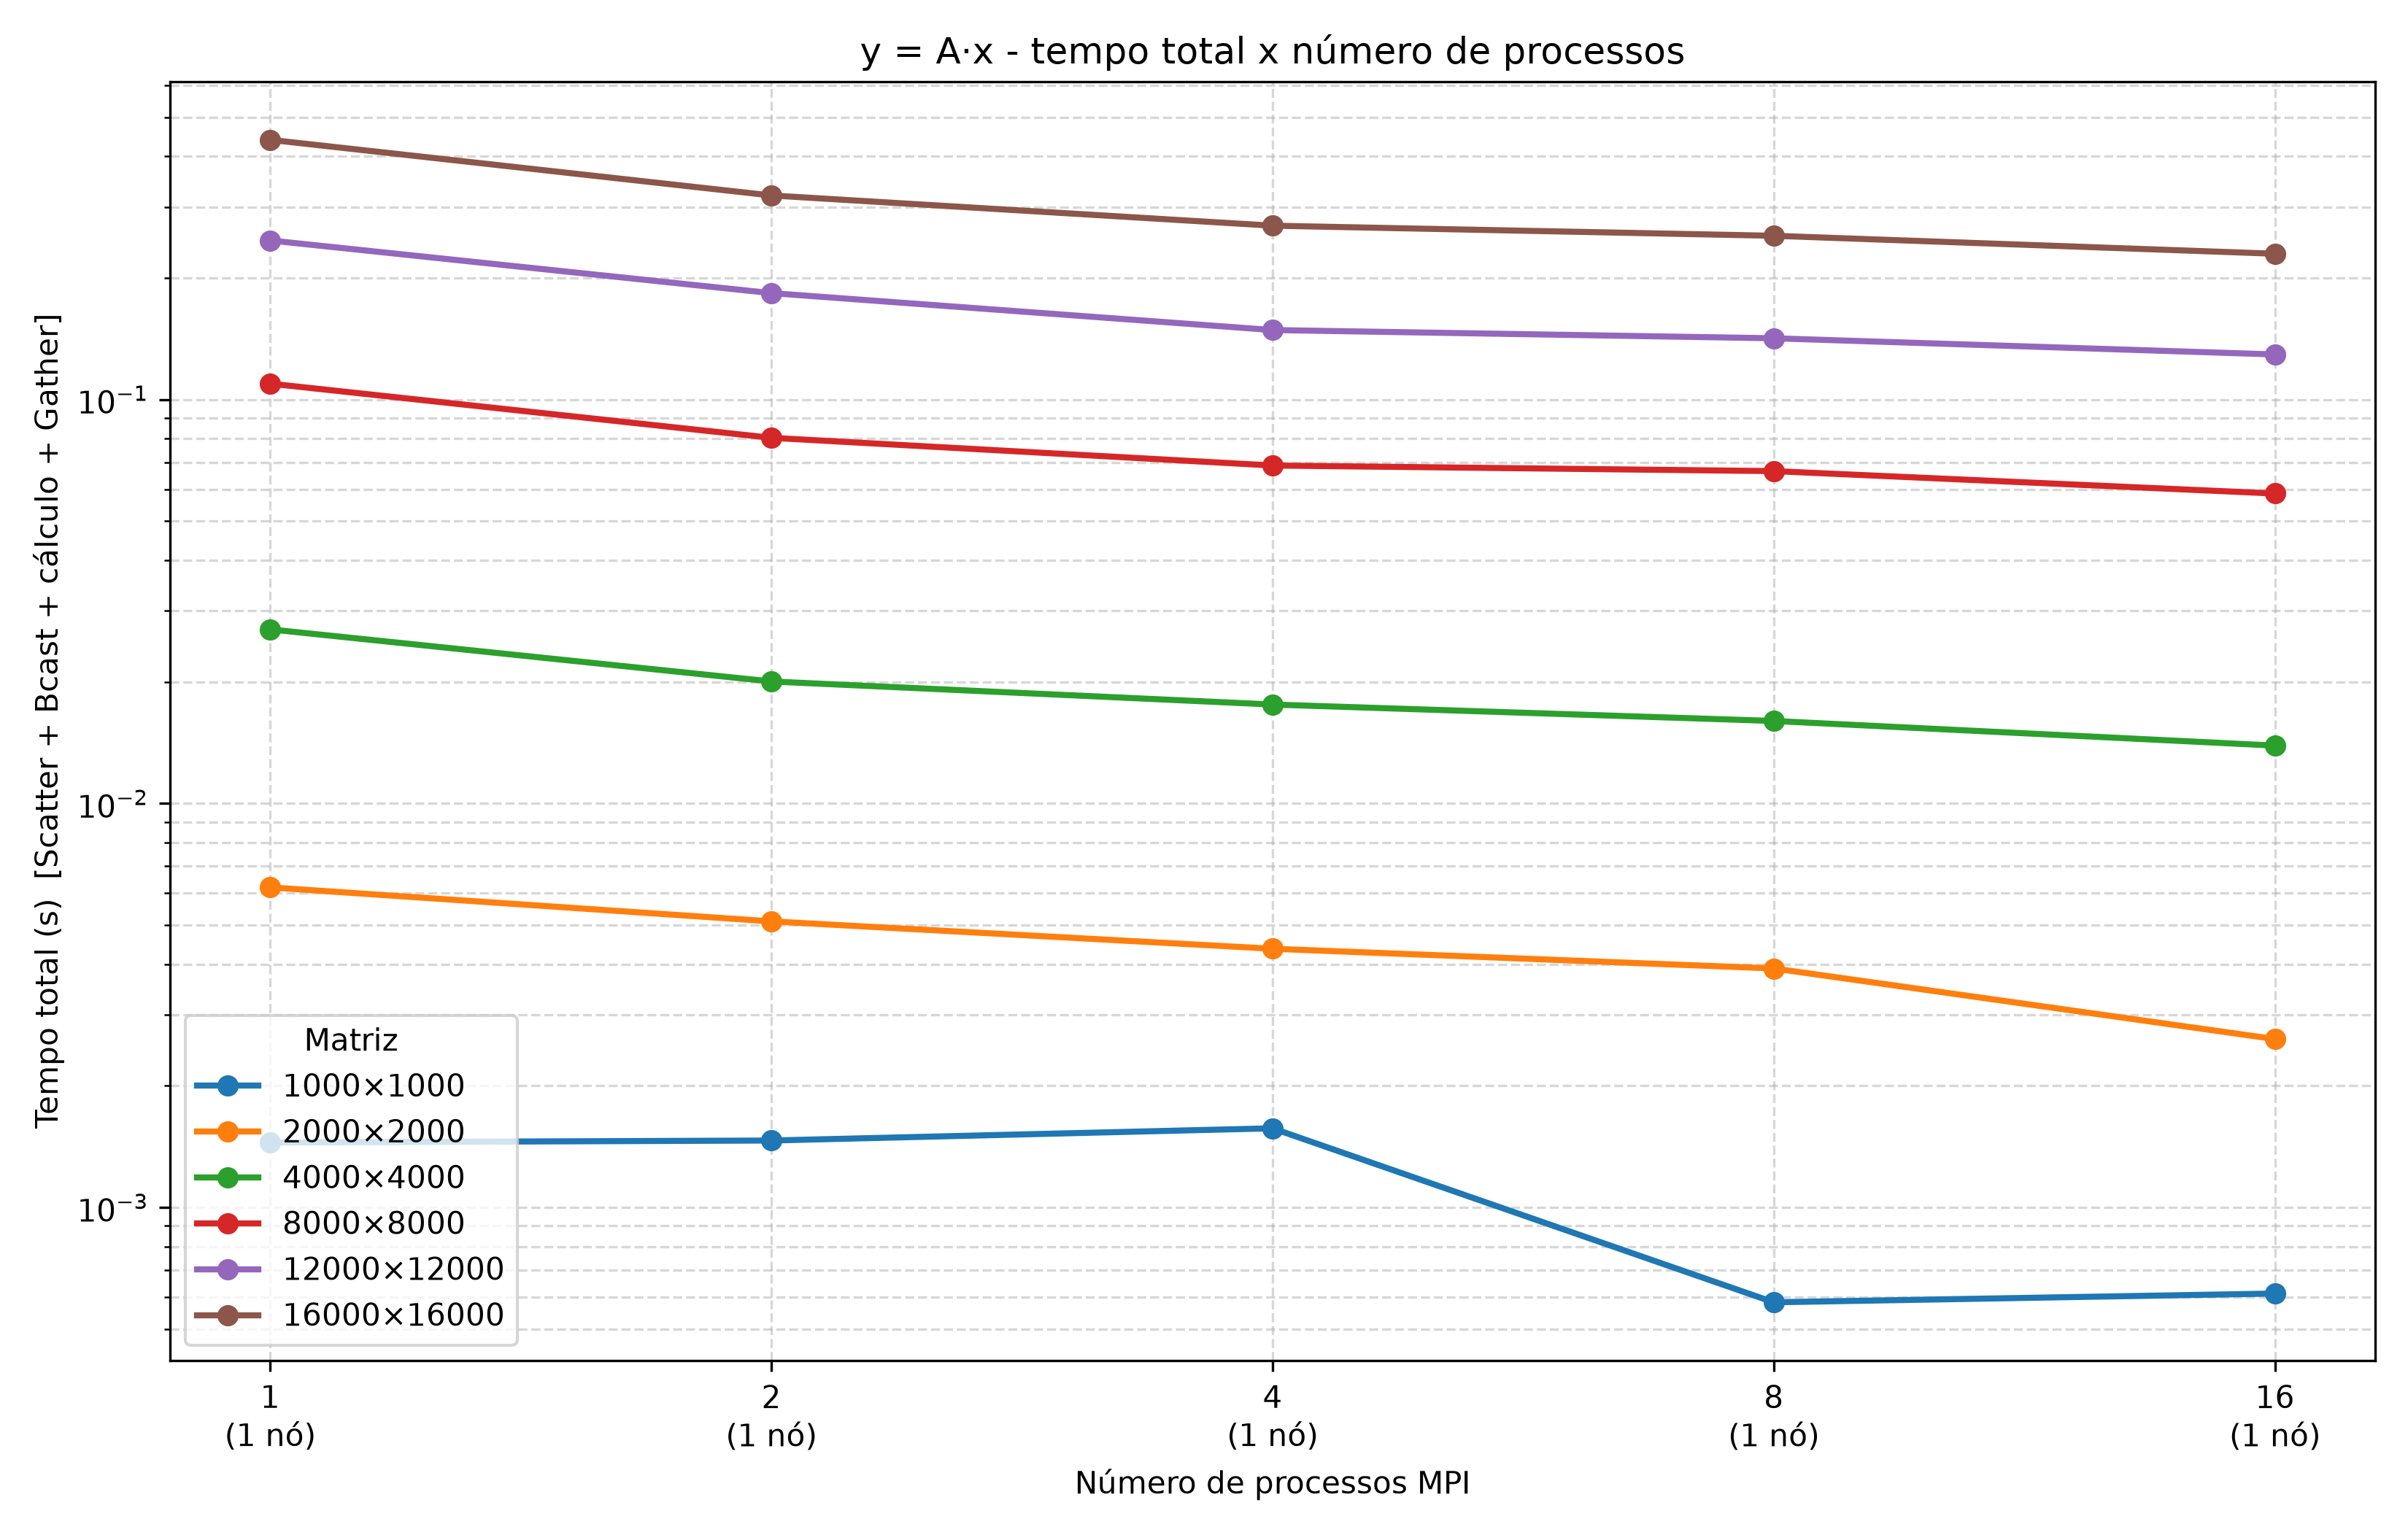 y = A·x - tempo total x número de processos
Tempo total (s)  [Scatter + Bcast + cálculo + Gather]
10⁻¹
10⁻²
10⁻³
Matriz
1000×1000
2000×2000
4000×4000
8000×8000
12000×12000
16000×16000
1 2 4 8 16
(1 nó) (1 nó) (1 nó) (1 nó) (1 nó)
Número de processos MPI